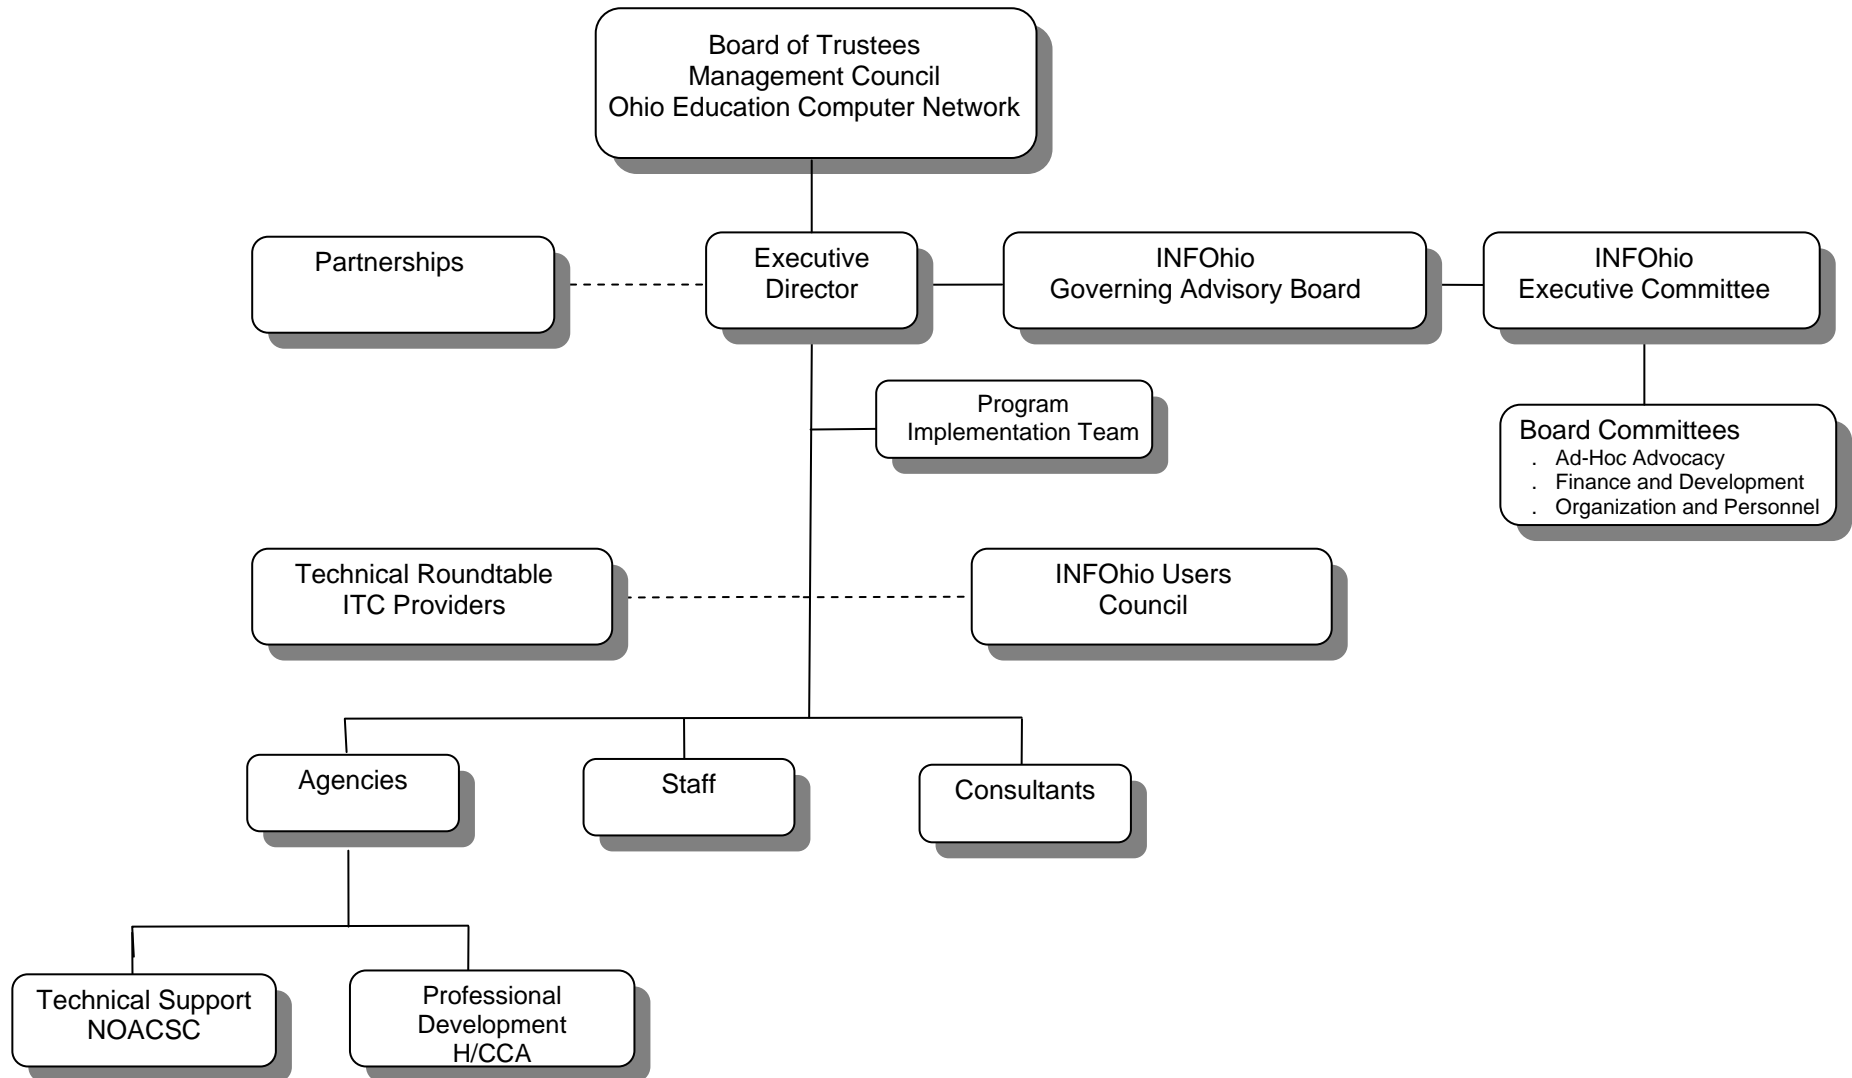 Board of Trustees
Management Council
Ohio Education Computer Network
Partnerships
Executive
Director
INFOhio
Governing Advisory Board
INFOhio
Executive Committee
Program
Implementation Team
Board Committees
. Ad-Hoc Advocacy
. Finance and Development
. Organization and Personnel
Technical Roundtable
ITC Providers
INFOhio Users
Council
Agencies
Staff
Consultants
Technical Support
NOACSC
Professional
Development
H/CCA